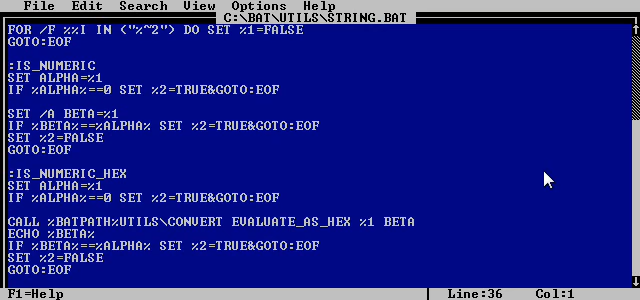 File Edit Search View Options Help
C:\BAT\UTILS\STRING.BAT
FOR /F %%I IN ("%~2") DO SET %1=FALSE
GOTO:EOF
:IS_NUMERIC
SET ALPHA=%1
IF %ALPHA%==0 SET %2=TRUE&GOTO:EOF
SET /A BETA=%1
IF %BETA%==%ALPHA% SET %2=TRUE&GOTO:EOF
SET %2=FALSE
GOTO:EOF
:IS_NUMERIC_HEX
SET ALPHA=%1
IF %ALPHA%==0 SET %2=TRUE&GOTO:EOF
CALL %BATPATH%UTILS\CONVERT EVALUATE_AS_HEX %1 BETA
ECHO %BETA%
IF %BETA%==%ALPHA% SET %2=TRUE&GOTO:EOF
SET %2=FALSE
GOTO:EOF
F1=Help Line:36 Col:1